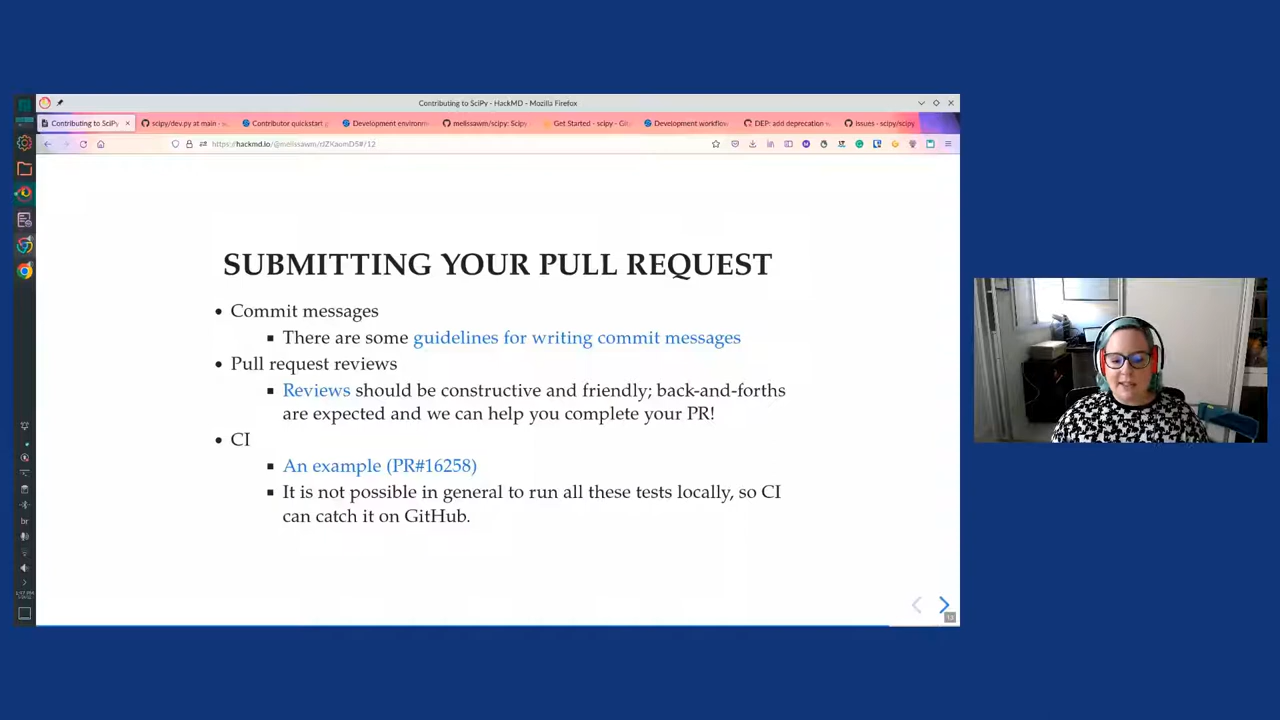 Contributing to SciPy - HackMD - Mozilla Firefox
Contributing to SciPy
scipy/dev.py at main - s
Contributor quickstart g
Development environm
melissawm/scipy: Scipy
Get Started - scipy - Git
Development workflow
DEP: add deprecation w
Issues - scipy/scipy
https://hackmd.io/@melissawm/
SUBMITTING YOUR PULL REQUEST
• Commit messages
▪ There are some guidelines for writing commit messages
• Pull request reviews
▪ Reviews should be constructive and friendly; back-and-forths
are expected and we can help you complete your PR!
• CI
▪ An example (PR#16258)
▪ It is not possible in general to run all these tests locally, so CI
can catch it on GitHub.
br
13